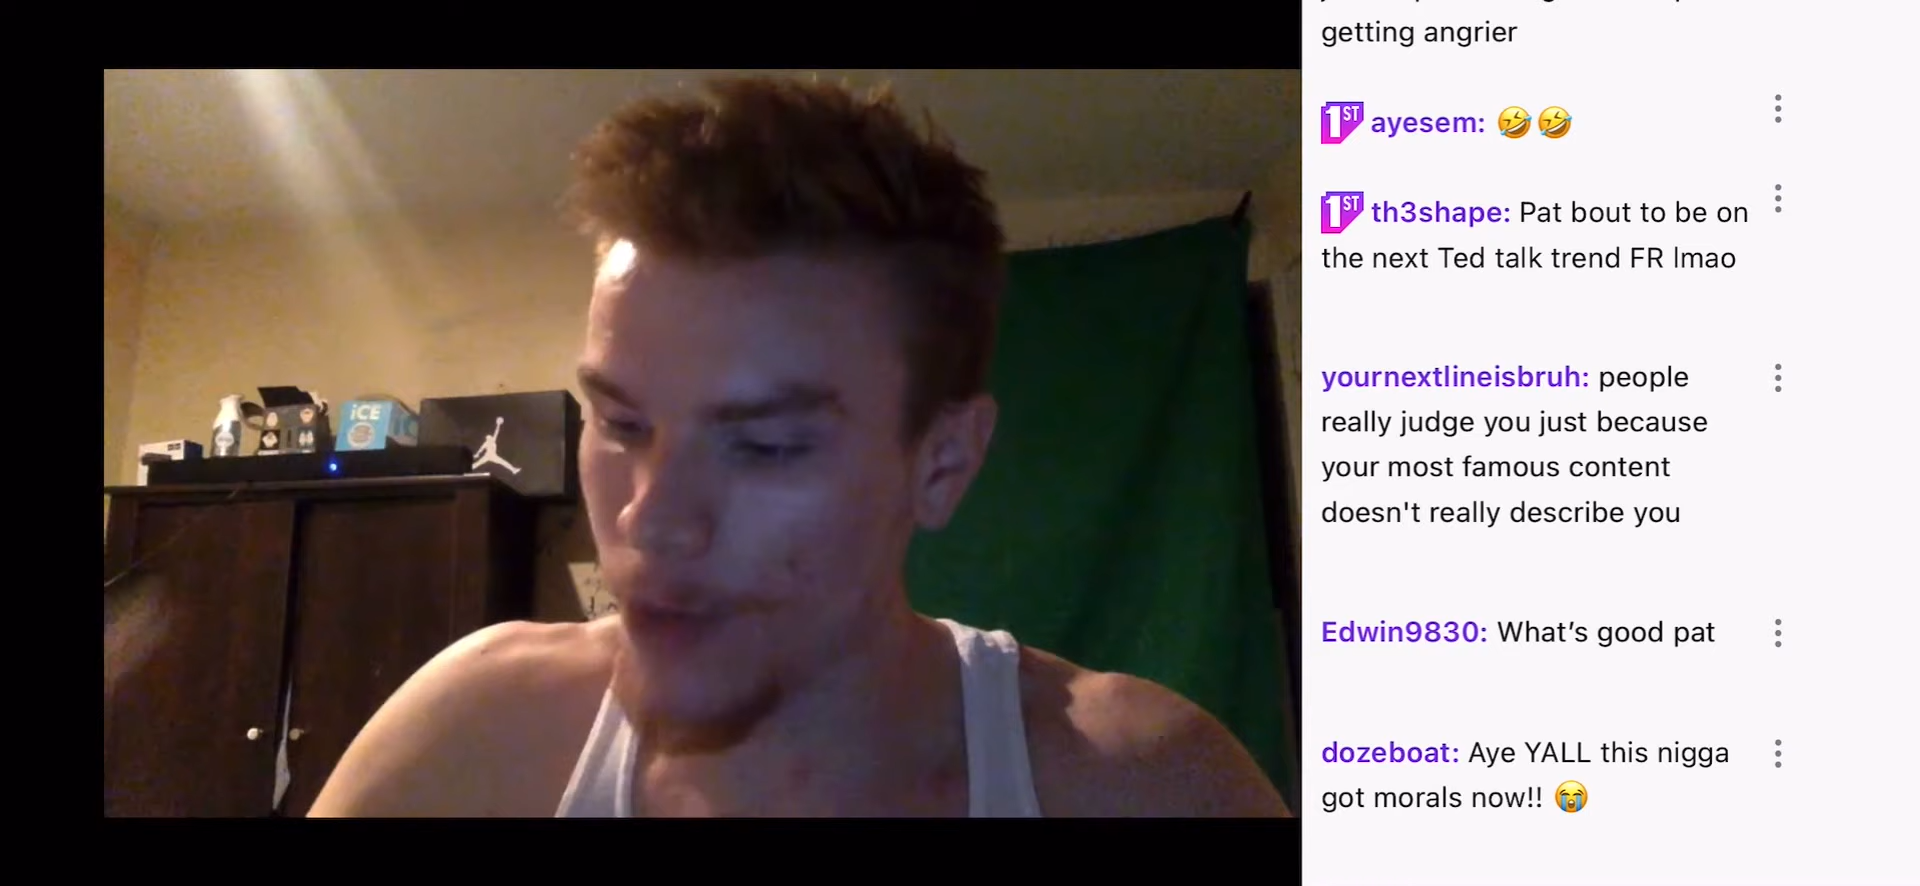 getting angrier
1ST ayesem: 🤣🤣
1ST th3shape: Pat bout to be on
the next Ted talk trend FR lmao
yournextlineisbruh: people
really judge you just because
your most famous content
doesn't really describe you
Edwin9830: What’s good pat
dozeboat: Aye YALL this nigga
got morals now!! 😭
iCE